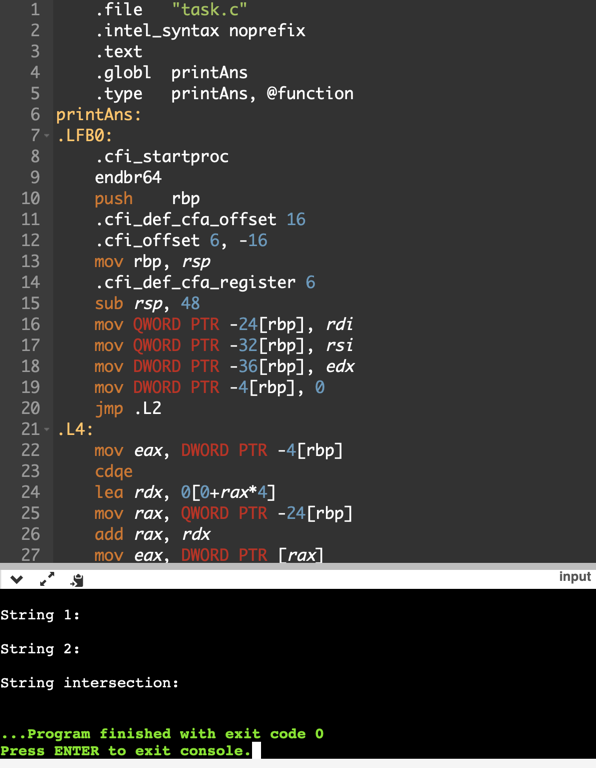 1 .file "task.c"
2 .intel_syntax noprefix
3 .text
4 .globl printAns
5 .type printAns, @function
6 printAns:
7 .LFB0:
8 .cfi_startproc
9 endbr64
10 push rbp
11 .cfi_def_cfa_offset 16
12 .cfi_offset 6, -16
13 mov rbp, rsp
14 .cfi_def_cfa_register 6
15 sub rsp, 48
16 mov QWORD PTR -24[rbp], rdi
17 mov QWORD PTR -32[rbp], rsi
18 mov DWORD PTR -36[rbp], edx
19 mov DWORD PTR -4[rbp], 0
20 jmp .L2
21 .L4:
22 mov eax, DWORD PTR -4[rbp]
23 cdqe
24 lea rdx, 0[0+rax*4]
25 mov rax, QWORD PTR -24[rbp]
26 add rax, rdx
27 mov eax, DWORD PTR [rax]
input
String 1:
String 2:
String intersection:
...Program finished with exit code 0
Press ENTER to exit console.